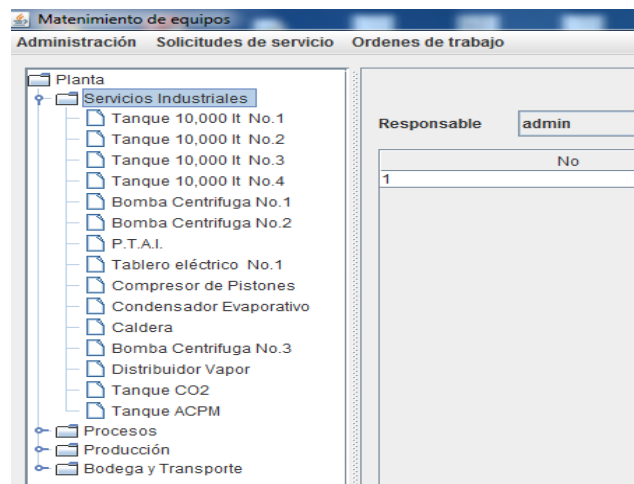 Matenimiento de equipos
Administración Solicitudes de servicio Ordenes de trabajo
Planta
Servicios Industriales
Tanque 10,000 lt No.1
Tanque 10,000 lt No.2
Tanque 10,000 lt No.3
Tanque 10,000 lt No.4
Bomba Centrifuga No.1
Bomba Centrifuga No.2
P.T.A.I.
Tablero eléctrico No.1
Compresor de Pistones
Condensador Evaporativo
Caldera
Bomba Centrifuga No.3
Distribuidor Vapor
Tanque CO2
Tanque ACPM
Procesos
Producción
Bodega y Transporte
Responsable admin
No
1